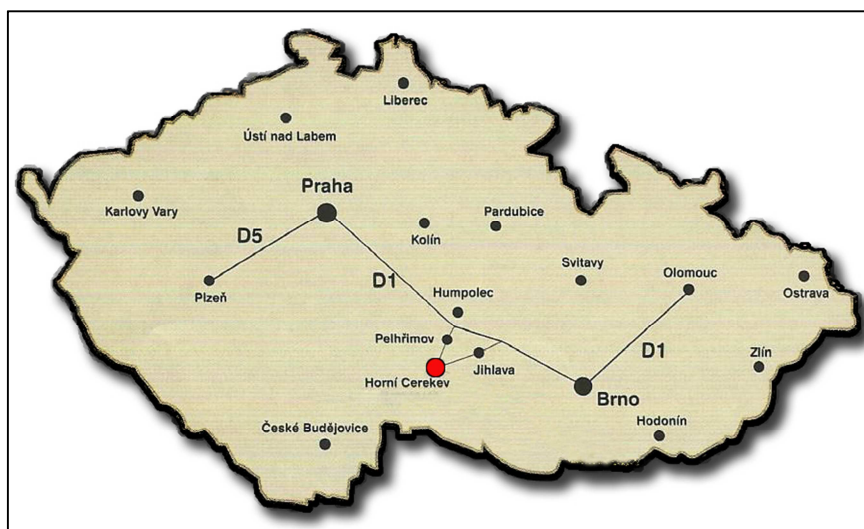 Liberec
Ústí nad Labem
Praha
Karlovy Vary
Pardubice
Kolín
D5
Svitavy
D1
Olomouc
Plzeň
Humpolec
Ostrava
Pelhřimov
D1
Zlín
Jihlava
Horní Cerekev
Brno
Hodonín
České Budějovice